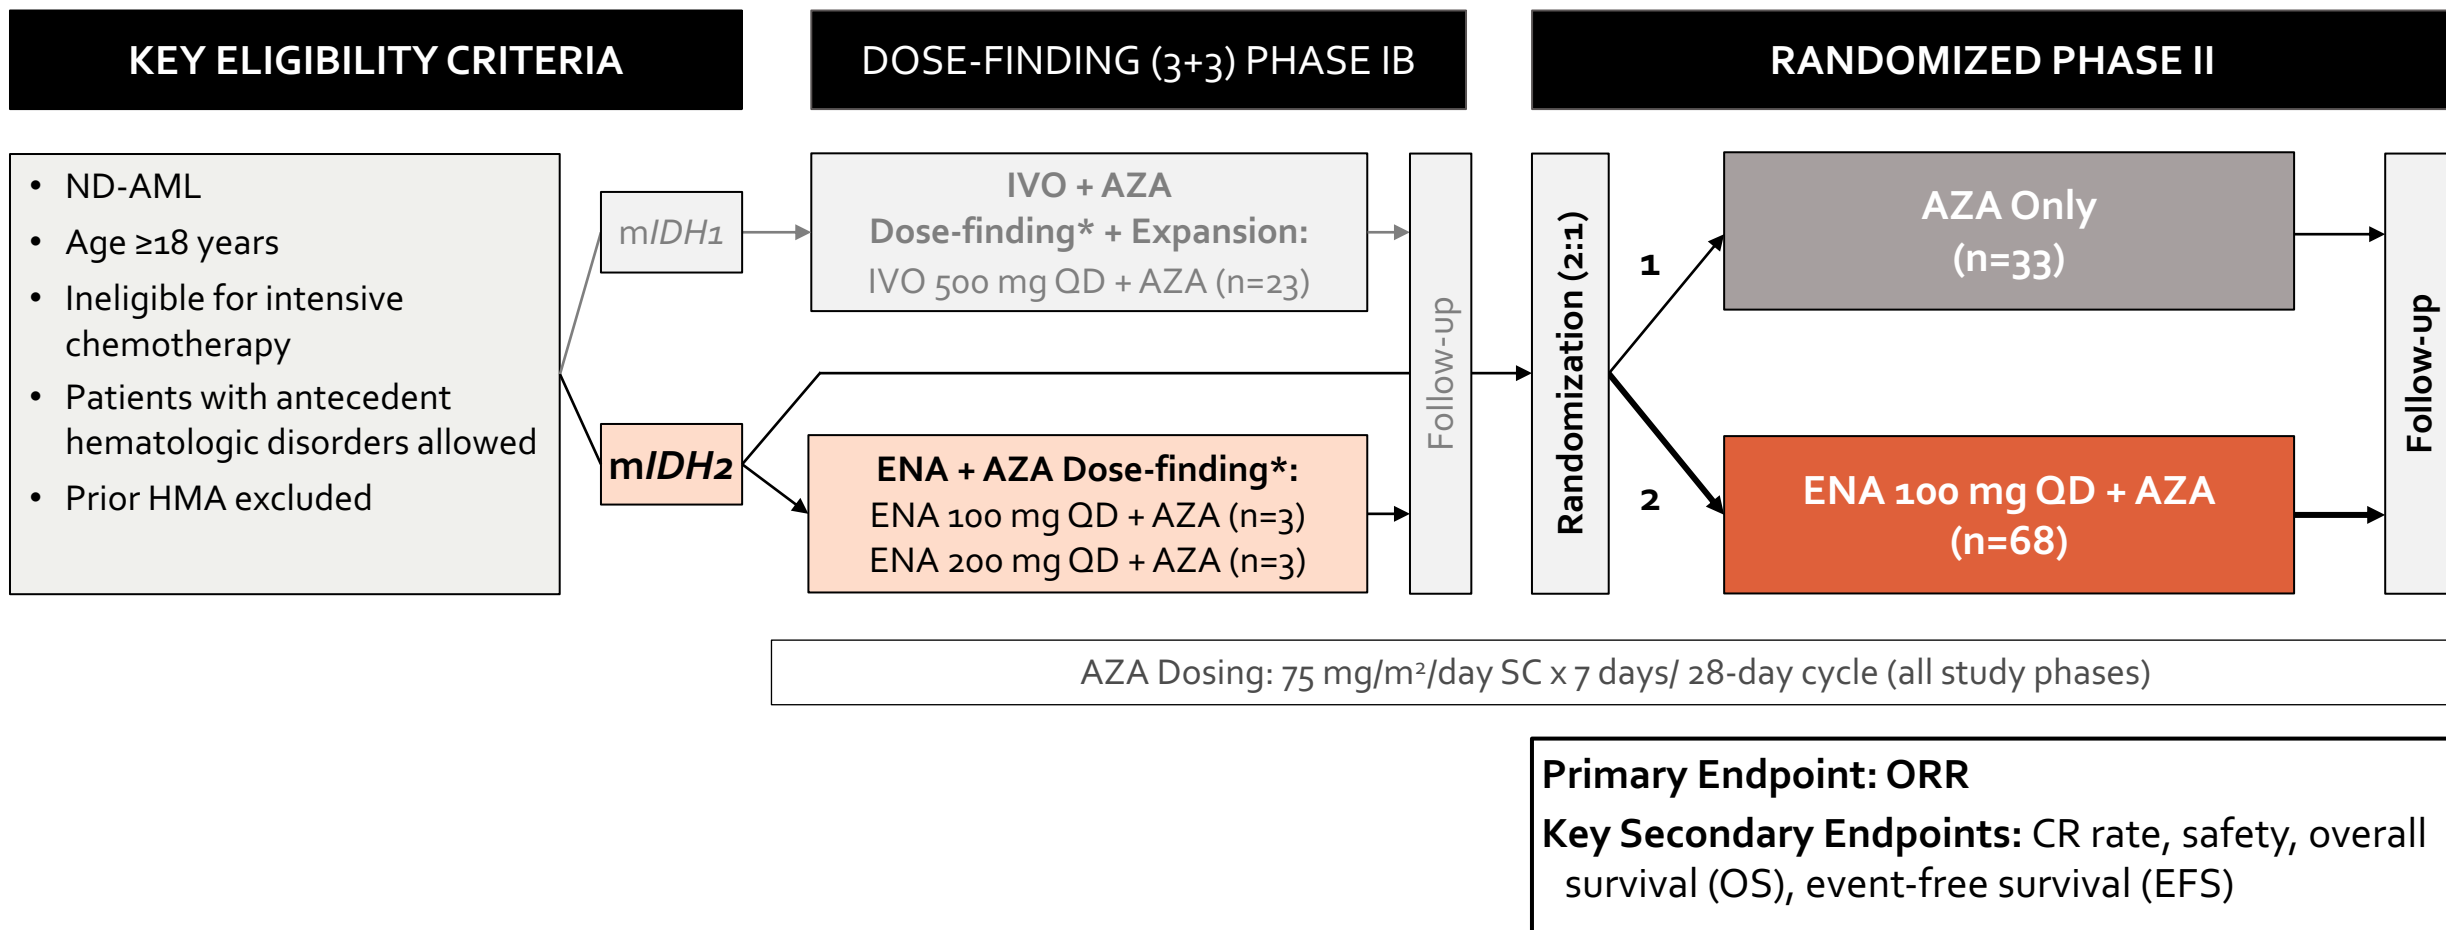 KEY ELIGIBILITY CRITERIA
DOSE-FINDING (3+3) PHASE IB
RANDOMIZED PHASE II
• ND-AML
• Age ≥18 years
• Ineligible for intensive
chemotherapy
• Patients with antecedent
hematologic disorders allowed
• Prior HMA excluded
mIDH1
mIDH2
IVO + AZA
Dose-finding* + Expansion:
IVO 500 mg QD + AZA (n=23)
ENA + AZA Dose-finding*:
ENA 100 mg QD + AZA (n=3)
ENA 200 mg QD + AZA (n=3)
Follow-up
Randomization (2:1)
1
2
AZA Only
(n=33)
ENA 100 mg QD + AZA
(n=68)
Follow-up
AZA Dosing: 75 mg/m²/day SC x 7 days/ 28-day cycle (all study phases)
Primary Endpoint: ORR
Key Secondary Endpoints: CR rate, safety, overall
survival (OS), event-free survival (EFS)